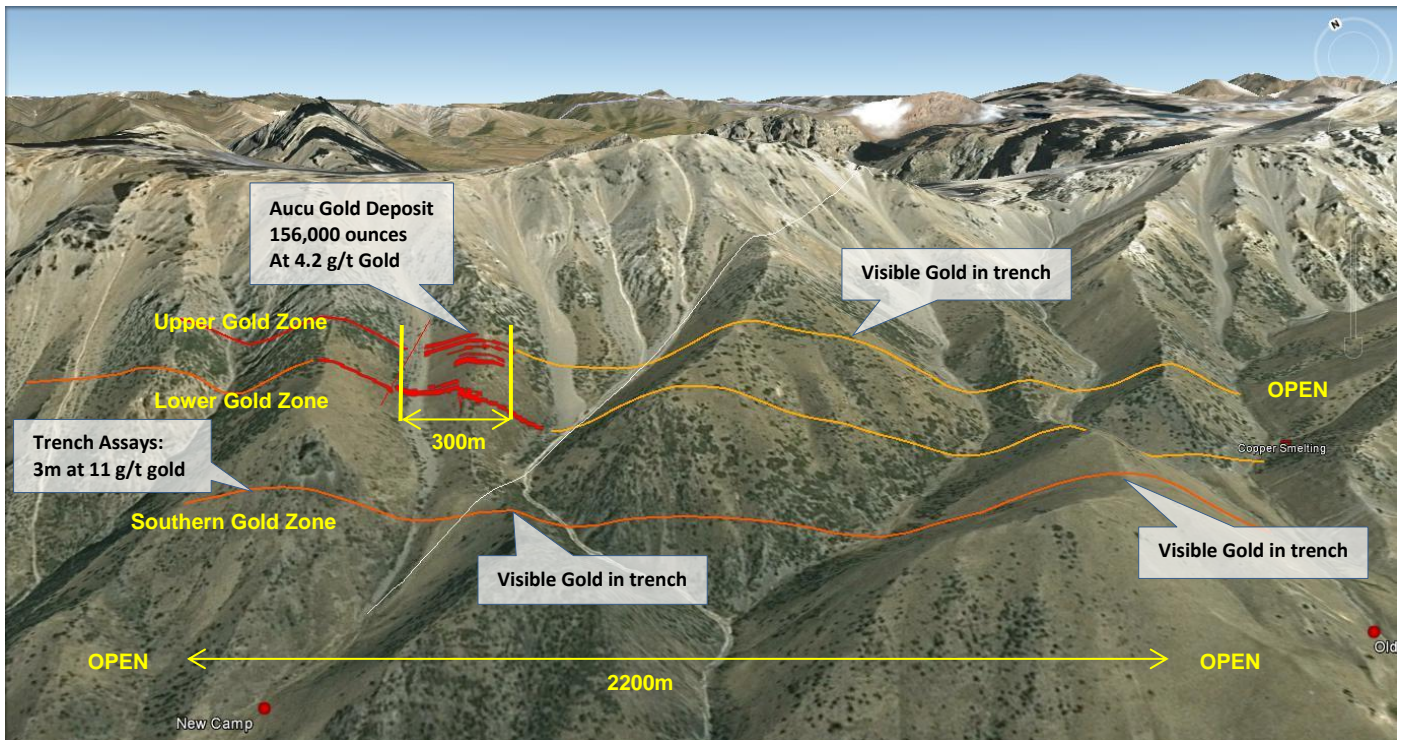 N
Aucu Gold Deposit
156,000 ounces
At 4.2 g/t Gold
Visible Gold in trench
Upper Gold Zone
OPEN
Lower Gold Zone
300m
Copper Smelting
Trench Assays:
3m at 11 g/t gold
Southern Gold Zone
Visible Gold in trench
Visible Gold in trench
Old
OPEN
OPEN
2200m
New Camp